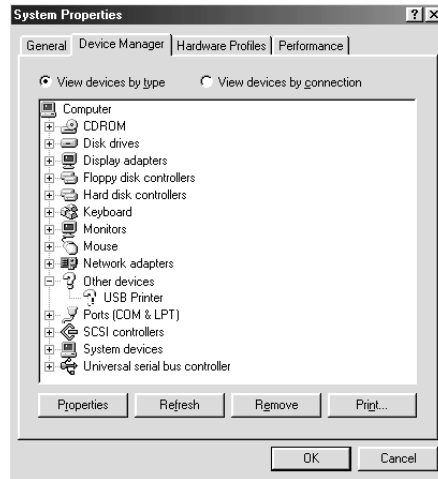 System Properties
General Device Manager Hardware Profiles Performance
View devices by type View devices by connection
Computer
CDROM
Disk drives
Display adapters
Floppy disk controllers
Hard disk controllers
Keyboard
Monitors
Mouse
Network adapters
Other devices
USB Printer
Ports (COM & LPT)
SCSI controllers
System devices
Universal serial bus controller
Properties Refresh Remove Print...
OK Cancel